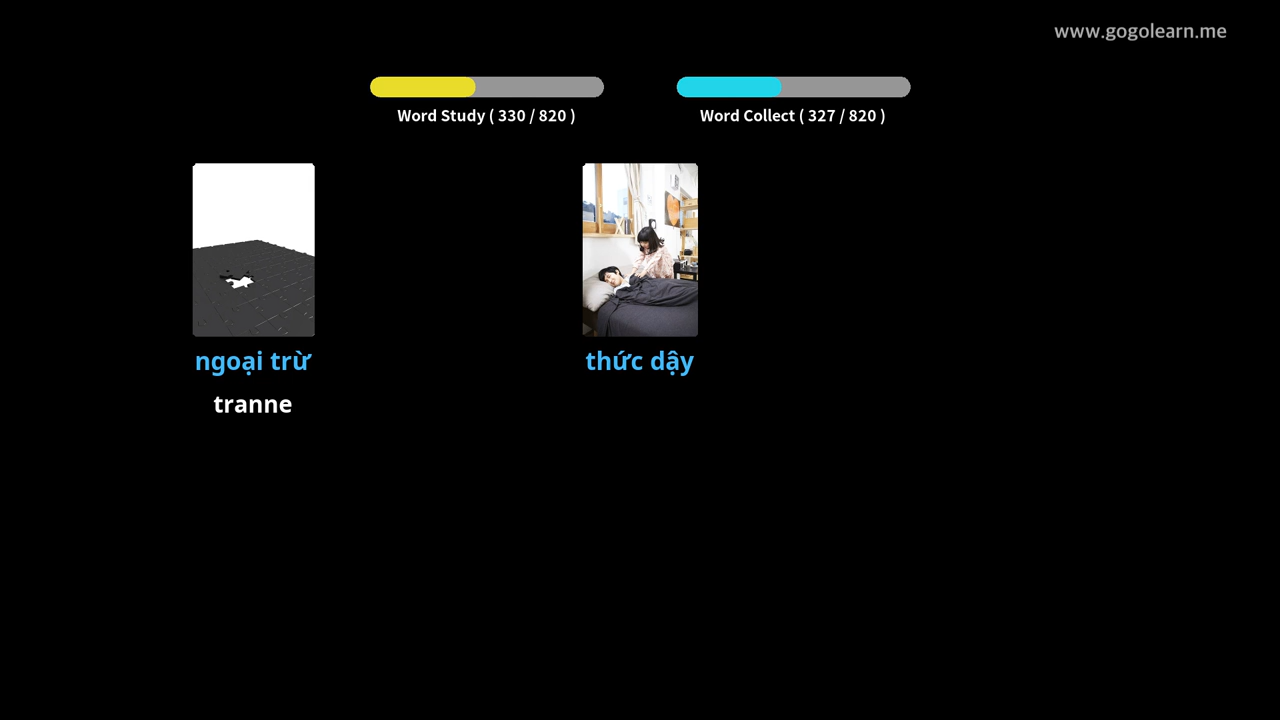 www.gogolearn.me
Word Study ( 330 / 820 )
Word Collect ( 327 / 820 )
ngoại trừ
thức dậy
tranne